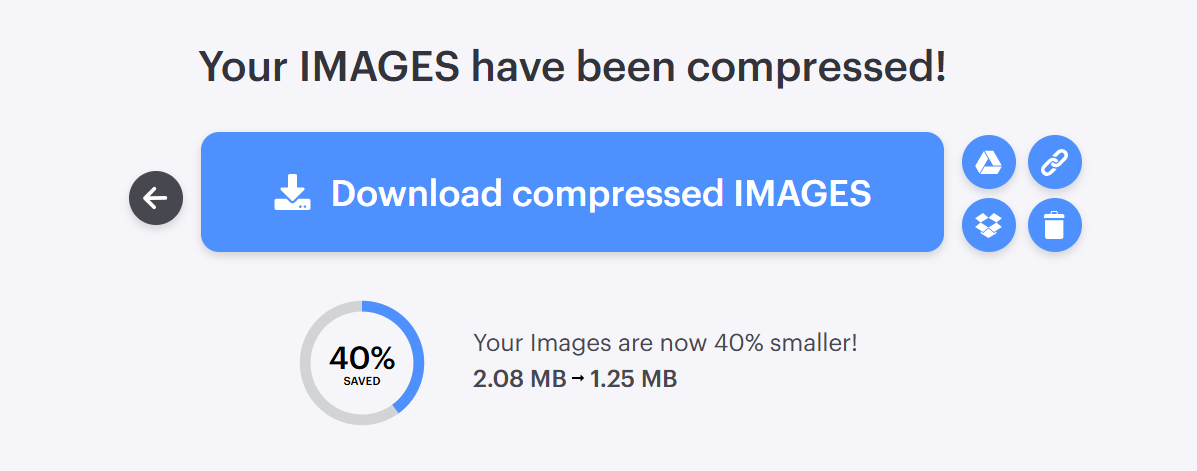 Your IMAGES have been compressed!
Download compressed IMAGES
40%
SAVED
Your Images are now 40% smaller!
2.08 MB → 1.25 MB